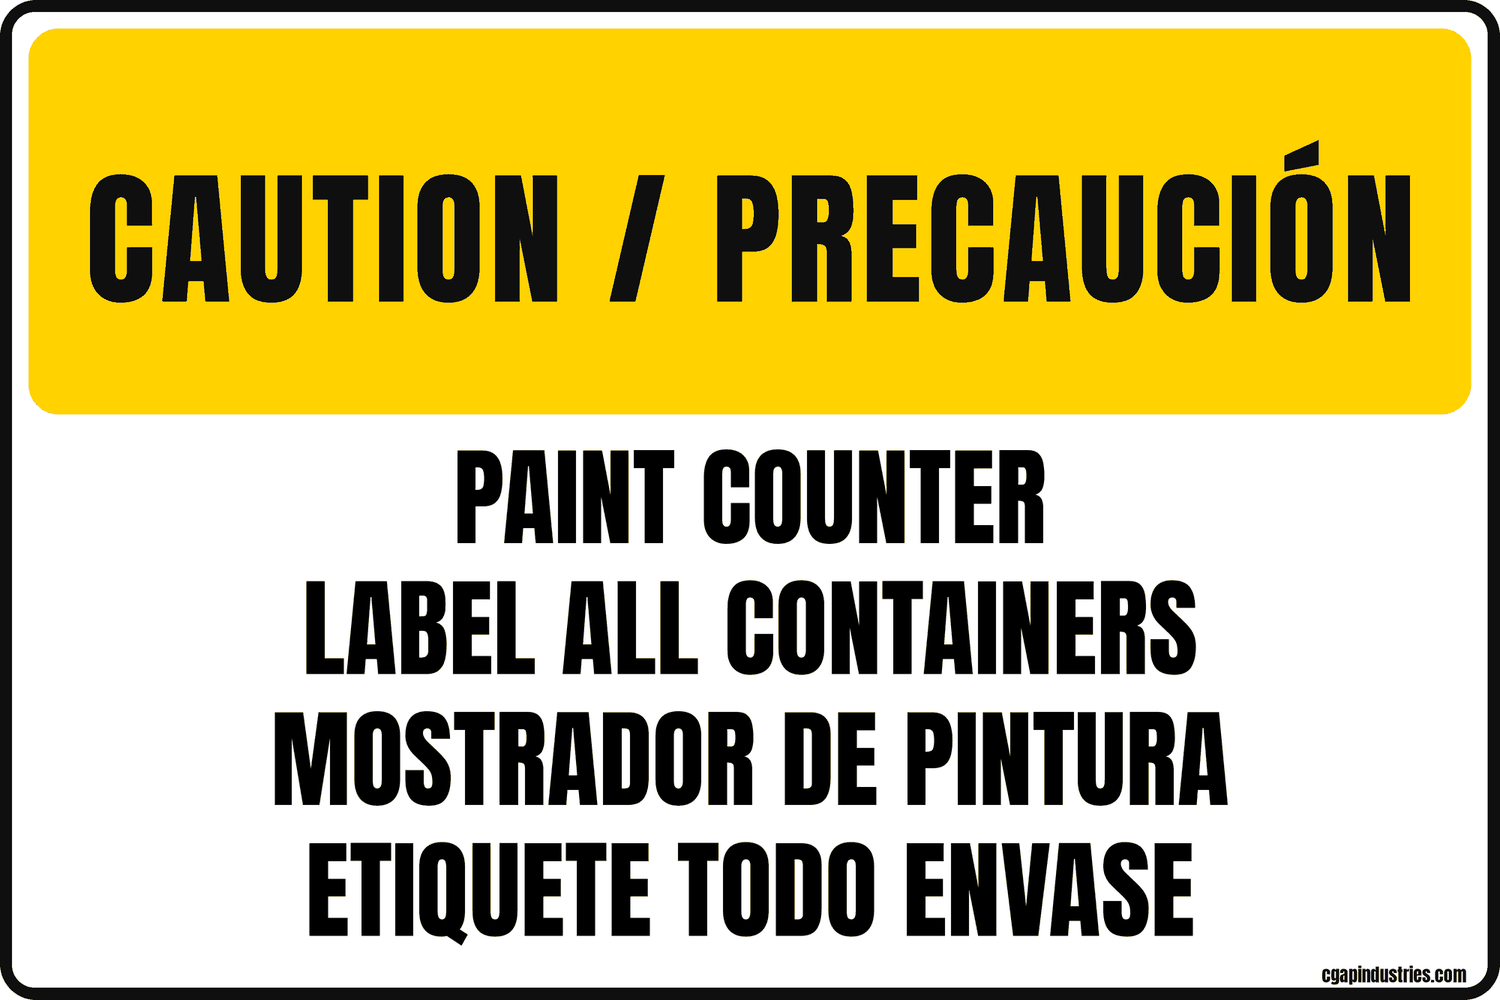 CAUTION / PRECAUCIÓN
PAINT COUNTER
LABEL ALL CONTAINERS
MOSTRADOR DE PINTURA
ETIQUETE TODO ENVASE
cgapindustries.com